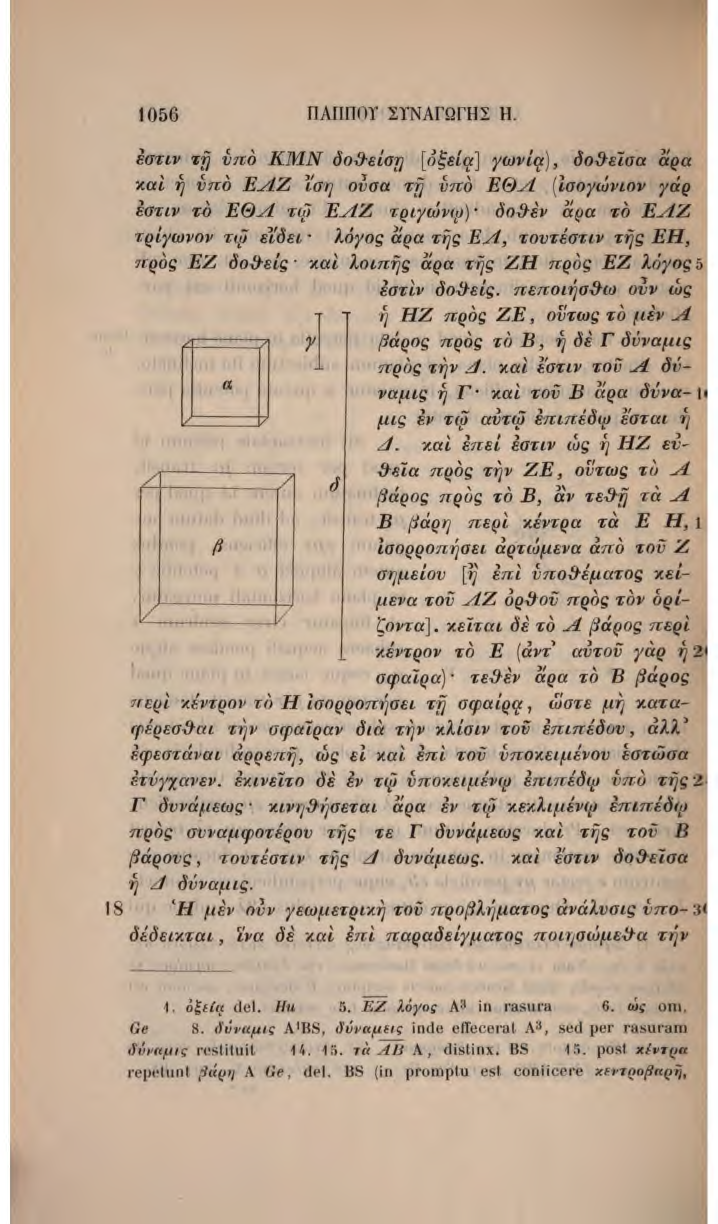 1056 ΠΑΠΠΟΥ ΣΥΝΑΓΩΓΗΣ Η.
ἐστιν τῇ ὑπὸ ΚΜΝ δοθείσῃ [ὀξείᾳ] γωνίᾳ), δοθεῖσα ἄρα
καὶ ἡ ὑπὸ ΕΛΖ ἴση οὖσα τῇ ὑπὸ ΕΘΛ (ἰσογώνιον γάρ
ἐστιν τὸ ΕΘΛ τῷ ΕΛΖ τριγώνῳ)· δοθὲν ἄρα τὸ ΕΛΖ
τρίγωνον τῷ εἴδει· λόγος ἄρα τῆς ΕΛ, τουτέστιν τῆς ΕΗ,
πρὸς ΕΖ δοθείς· καὶ λοιπῆς ἄρα τῆς ΖΗ πρὸς ΕΖ λόγος 5
ἐστὶν δοθείς. πεποιήσθω οὖν ὡς
ἡ ΗΖ πρὸς ΖΕ, οὕτως τὸ μὲν Α
βάρος πρὸς τὸ Β, ἡ δὲ Γ δύναμις
πρὸς τὴν Δ. καὶ ἔστιν τοῦ Α δύ-
ναμις ἡ Γ· καὶ τοῦ Β ἄρα δύνα- 1
μις ἐν τῷ αὐτῷ ἐπιπέδῳ ἔσται ἡ
Δ. καὶ ἐπεί ἐστιν ὡς ἡ ΗΖ εὐ-
θεῖα πρὸς τὴν ΖΕ, οὕτως τὸ Α
βάρος πρὸς τὸ Β, ἂν τεθῇ τὰ Α
Β βάρη περὶ κέντρα τὰ Ε Η, 1
ἰσορροπήσει ἀρτώμενα ἀπὸ τοῦ Ζ
σημείου [ἢ ἐπὶ ὑποθέματος κεί-
μενα τοῦ ΛΖ ὀρθοῦ πρὸς τὸν ὁρί-
ζοντα]. κεῖται δὲ τὸ Α βάρος περὶ
κέντρον τὸ Ε (ἀντ᾽ αὐτοῦ γὰρ ἡ 2
σφαῖρα)· τεθὲν ἄρα τὸ Β βάρος
περὶ κέντρον τὸ Η ἰσορροπήσει τῇ σφαίρᾳ, ὥστε μὴ κατα-
φέρεσθαι τὴν σφαῖραν διὰ τὴν κλίσιν τοῦ ἐπιπέδου, ἀλλ᾽
ἐφεστάναι ἀρρεπῆ, ὡς εἰ καὶ ἐπὶ τοῦ ὑποκειμένου ἑστῶσα
ἐτύγχανεν. ἐκινεῖτο δὲ ἐν τῷ ὑποκειμένῳ ἐπιπέδῳ ὑπὸ τῆς 2
Γ δυνάμεως· κινηθήσεται ἄρα ἐν τῷ κεκλιμένῳ ἐπιπέδῳ
πρὸς συναμφοτέρου τῆς τε Γ δυνάμεως καὶ τῆς τοῦ Β
βάρους, τουτέστιν τῆς Δ δυνάμεως. καὶ ἔστιν δοθεῖσα
ἡ Δ δύναμις.
18 Ἡ μὲν οὖν γεωμετρικὴ τοῦ προβλήματος ἀνάλυσις ὑπο- 3
δέδεικται, ἵνα δὲ καὶ ἐπὶ παραδείγματος ποιησώμεθα τήν
α
γ
β
δ
1. ὀξείᾳ del. Hu 5. ΕΖ λόγος A³ in rasura 6. ὡς om.
Ge 8. δύναμις A¹BS, δύναμεις inde effecerat A³, sed per rasuram
δύναμις restituit 14. 15. τὰ ΑΒ A, distinx. BS 15. post κέντρα
repetunt βάρη A Ge, del. BS (in promptu est coniicere κεντροβαρῆ,